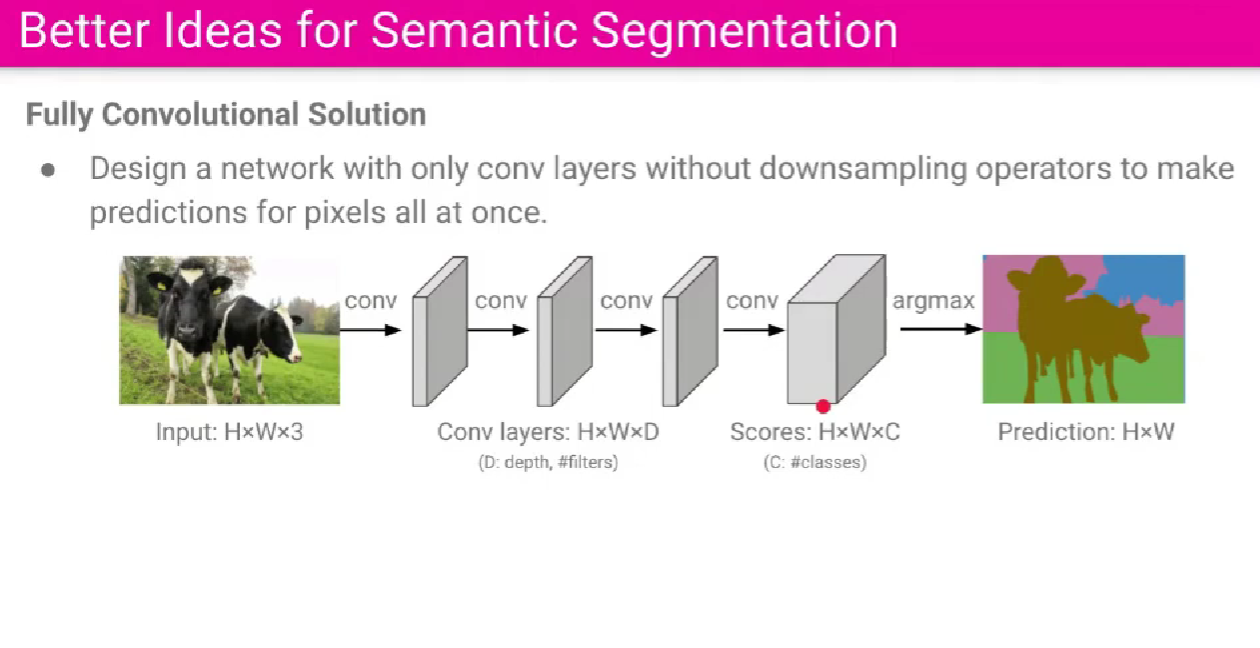 Better Ideas for Semantic Segmentation
Fully Convolutional Solution
● Design a network with only conv layers without downsampling operators to make
predictions for pixels all at once.
conv conv conv conv argmax
Input: H×W×3 Conv layers: H×W×D Scores: H×W×C Prediction: H×W
(D: depth, #filters) (C: #classes)